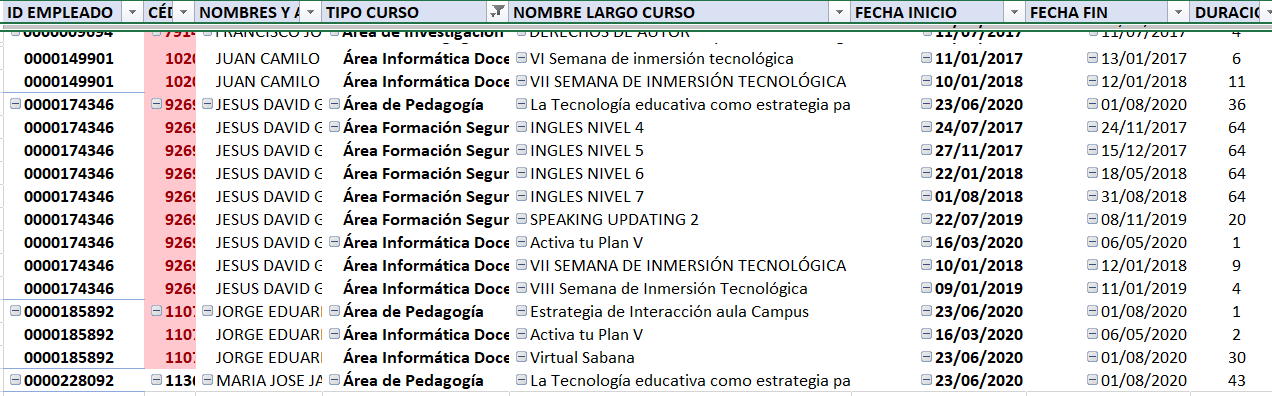 ID EMPLEADO CÉD NOMBRES Y A TIPO CURSO NOMBRE LARGO CURSO FECHA INICIO FECHA FIN DURACIO
0000009694 7914 FRANCISCO JO Área de Investigación DERECHOS DE AUTOR 11/07/2017 11/07/2017 4
0000149901 1020 JUAN CAMILO Área Informática Doce VI Semana de inmersión tecnológica 11/01/2017 13/01/2017 6
0000149901 1020 JUAN CAMILO Área Informática Doce VII SEMANA DE INMERSIÓN TECNOLÓGICA 10/01/2018 12/01/2018 11
0000174346 9269 JESUS DAVID G Área de Pedagogía La Tecnología educativa como estrategia pa 23/06/2020 01/08/2020 36
0000174346 9269 JESUS DAVID G Área Formación Segur INGLES NIVEL 4 24/07/2017 24/11/2017 64
0000174346 9269 JESUS DAVID G Área Formación Segur INGLES NIVEL 5 27/11/2017 15/12/2017 64
0000174346 9269 JESUS DAVID G Área Formación Segur INGLES NIVEL 6 22/01/2018 18/05/2018 64
0000174346 9269 JESUS DAVID G Área Formación Segur INGLES NIVEL 7 01/08/2018 31/08/2018 64
0000174346 9269 JESUS DAVID G Área Formación Segur SPEAKING UPDATING 2 22/07/2019 08/11/2019 20
0000174346 9269 JESUS DAVID G Área Informática Doce Activa tu Plan V 16/03/2020 06/05/2020 1
0000174346 9269 JESUS DAVID G Área Informática Doce VII SEMANA DE INMERSIÓN TECNOLÓGICA 10/01/2018 12/01/2018 9
0000174346 9269 JESUS DAVID G Área Informática Doce VIII Semana de Inmersión Tecnológica 09/01/2019 11/01/2019 4
0000185892 1107 JORGE EDUARI Área de Pedagogía Estrategia de Interacción aula Campus 23/06/2020 01/08/2020 1
0000185892 1107 JORGE EDUARI Área Informática Doce Activa tu Plan V 16/03/2020 06/05/2020 2
0000185892 1107 JORGE EDUARI Área Informática Doce Virtual Sabana 23/06/2020 01/08/2020 30
0000228092 1130 MARIA JOSE JA Área de Pedagogía La Tecnología educativa como estrategia pa 23/06/2020 01/08/2020 43